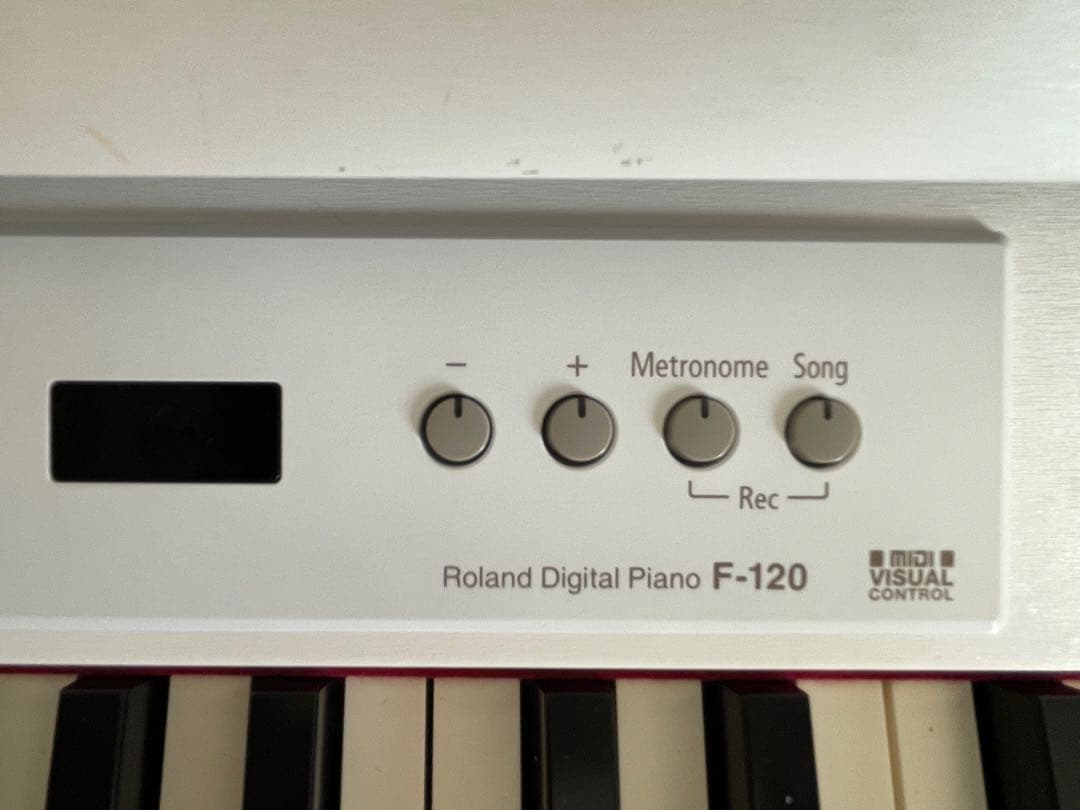 − + Metronome Song
Rec
Roland Digital Piano F-120
MIDI
VISUAL
CONTROL